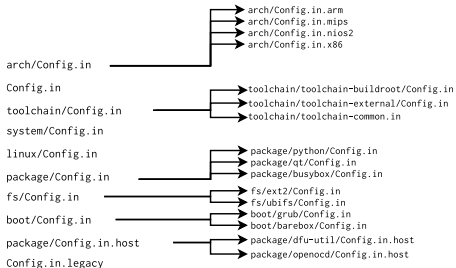 arch/Config.in.arm
arch/Config.in.mips
arch/Config.in.nios2
arch/Config.in.x86
arch/Config.in
Config.in
toolchain/toolchain-buildroot/Config.in
toolchain/toolchain-external/Config.in
toolchain/toolchain-common.in
toolchain/Config.in
system/Config.in
linux/Config.in
package/python/Config.in
package/qt/Config.in
package/busybox/Config.in
package/Config.in
fs/ext2/Config.in
fs/ubifs/Config.in
fs/Config.in
boot/grub/Config.in
boot/barebox/Config.in
boot/Config.in
package/dfu-util/Config.in.host
package/openocd/Config.in.host
package/Config.in.host
Config.in.legacy